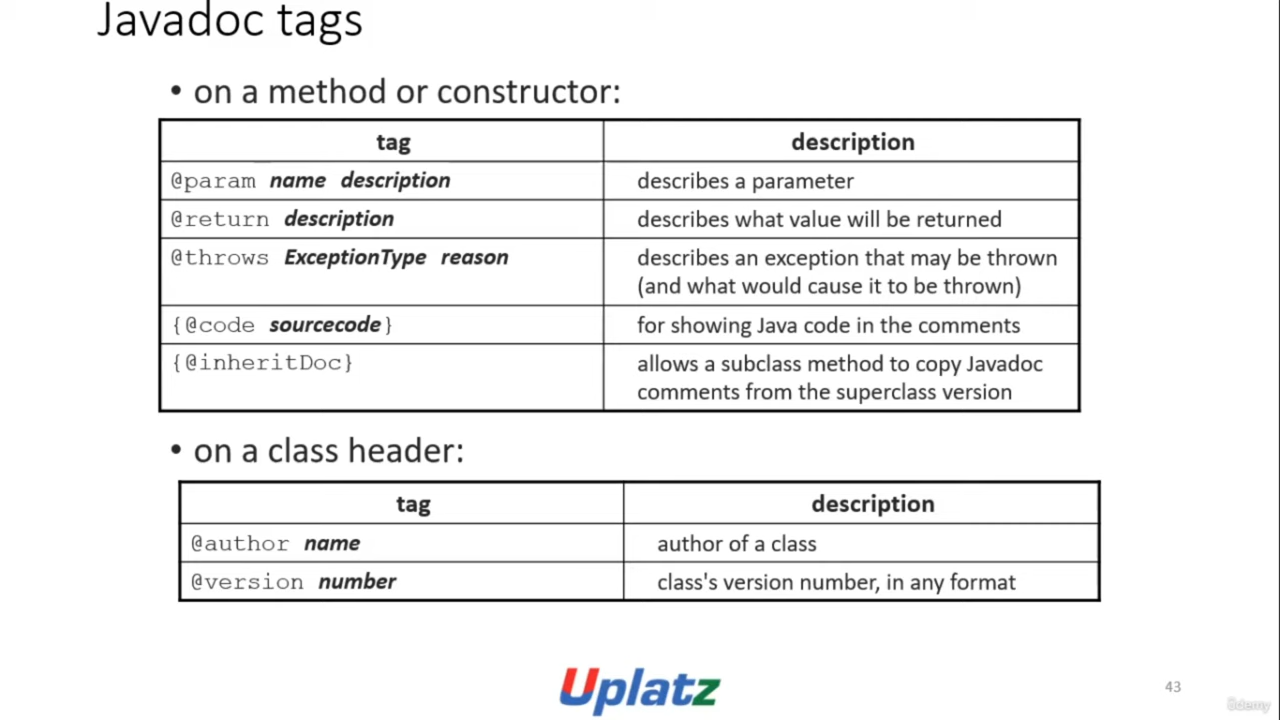 Javadoc tags
• on a method or constructor:
tag description
@param name description describes a parameter
@return description describes what value will be returned
@throws ExceptionType reason describes an exception that may be thrown
(and what would cause it to be thrown)
{@code sourcecode} for showing Java code in the comments
{@inheritDoc} allows a subclass method to copy Javadoc
comments from the superclass version
• on a class header:
tag description
@author name author of a class
@version number class's version number, in any format
Uplatz
43
ûdemy